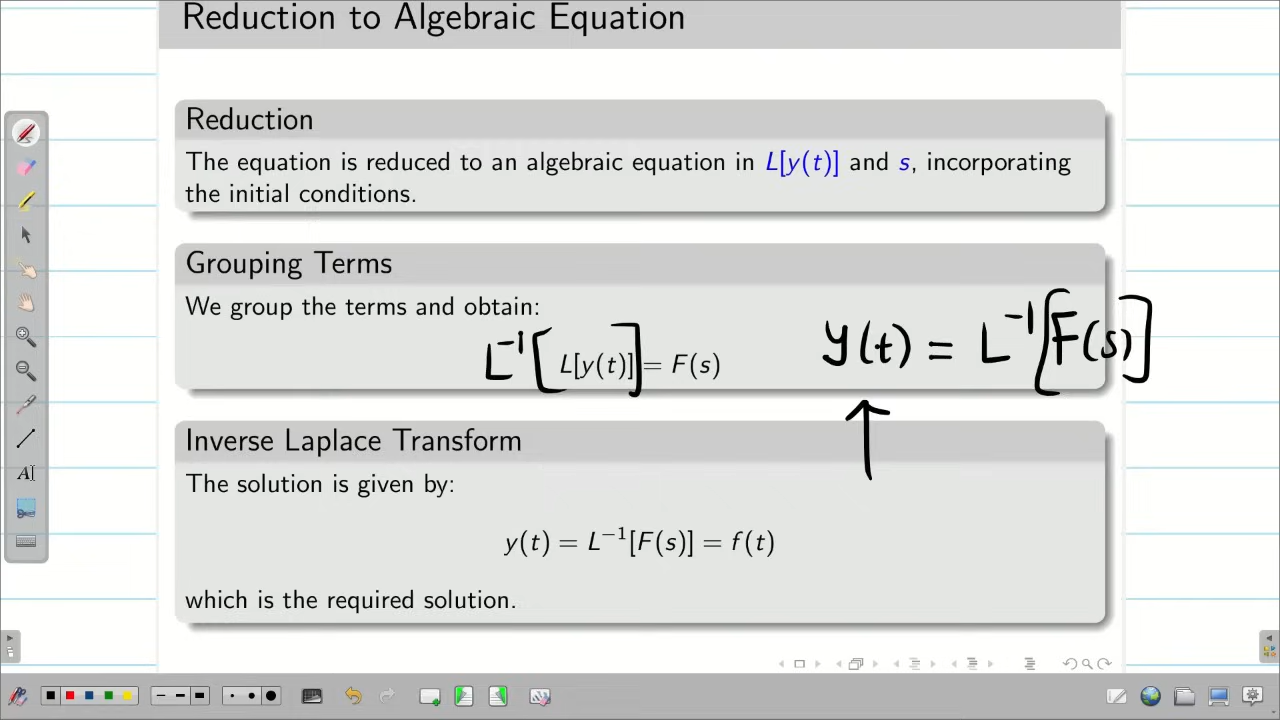 Reduction to Algebraic Equation
Reduction
The equation is reduced to an algebraic equation in L[y(t)] and s, incorporating
the initial conditions.
Grouping Terms
We group the terms and obtain:
L⁻¹[L[y(t)]] = F(s)
y(t) = L⁻¹[F(s)]
Inverse Laplace Transform
The solution is given by:
y(t) = L⁻¹[F(s)] = f(t)
which is the required solution.